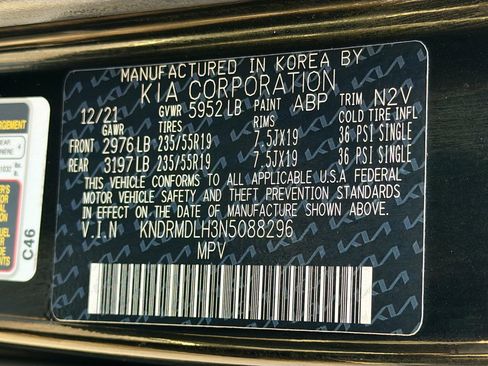 MANUFACTURED IN KOREA BY
KIA CORPORATION
12/21 GVWR 5952 LB PAINT ABP TRIM N2V
GAWR TIRES RIMS COLD TIRE INFL
FRONT 2976 LB 235/55R19 7.5JX19 36 PSI SINGLE
REAR 3197 LB 235/55R19 7.5JX19 36 PSI SINGLE
THIS VEHICLE CONFORMS TO ALL APPLICABLE U.S.A FEDERAL
MOTOR VEHICLE SAFETY AND THEFT PREVENTION STANDARDS
IN EFFECT ON THE DATE OF MANUFACTURE SHOWN ABOVE.
V.I.N KNDRMDLH3N5088296
MPV
C46